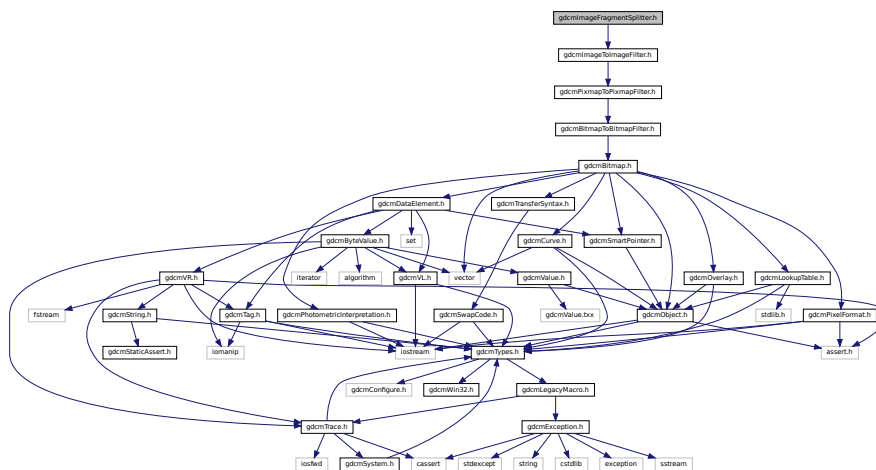 gdcmImageFragmentSplitter.h
gdcmImageToImageFilter.h
gdcmPixmapToPixmapFilter.h
gdcmBitmapToBitmapFilter.h
gdcmBitmap.h
gdcmDataElement.h
gdcmTransferSyntax.h
gdcmByteValue.h
set
gdcmCurve.h
gdcmSmartPointer.h
gdcmVR.h
iterator
algorithm
gdcmVL.h
vector
gdcmValue.h
gdcmOverlay.h
gdcmLookupTable.h
fstream
gdcmString.h
gdcmTag.h
gdcmPhotometricInterpretation.h
gdcmSwapCode.h
gdcmValue.txx
gdcmObject.h
stdlib.h
gdcmPixelFormat.h
gdcmStaticAssert.h
iomanip
iostream
gdcmTypes.h
assert.h
gdcmConfigure.h
gdcmWin32.h
gdcmLegacyMacro.h
gdcmTrace.h
gdcmException.h
iosfwd
gdcmSystem.h
cassert
stdexcept
string
cstdlib
exception
sstream